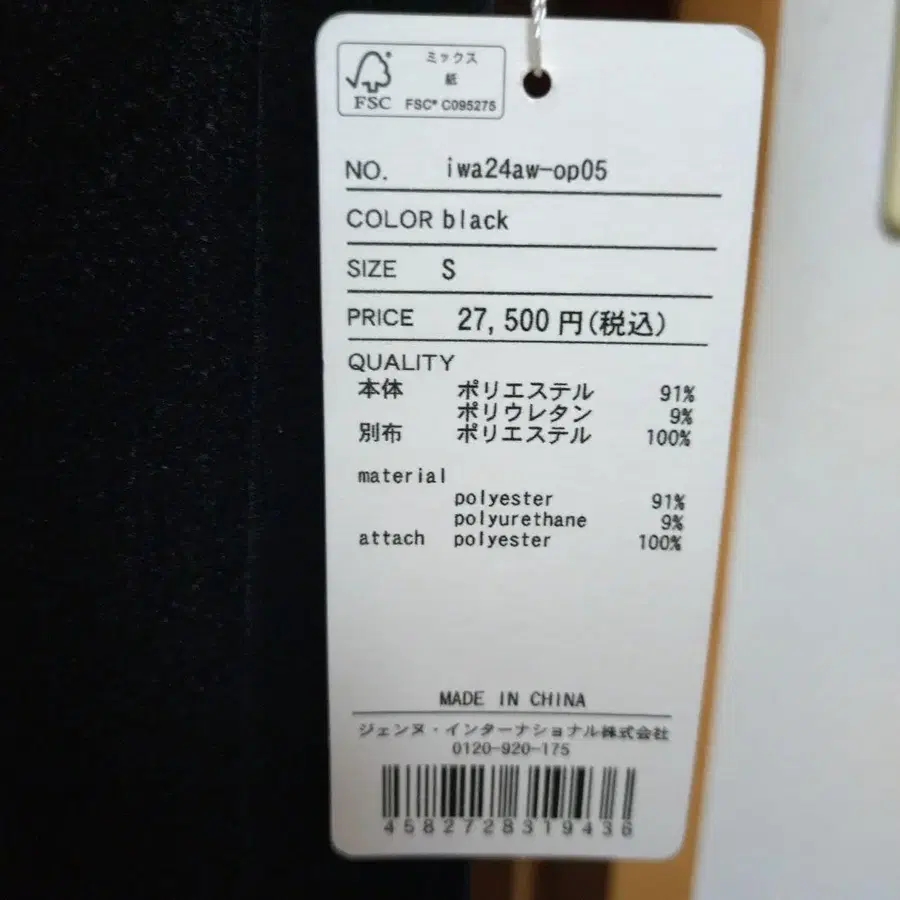 ミックス
紙
FSC FSC® C095275
NO. iwa24aw-op05
COLOR black
SIZE S
PRICE 27,500円(税込)
QUALITY
本体 ポリエステル 91%
ポリウレタン 9%
別布 ポリエステル 100%
material
polyester 91%
polyurethane 9%
attach polyester 100%
MADE IN CHINA
ジェンヌ・インターナショナル株式会社
0120-920-175
4582728319436